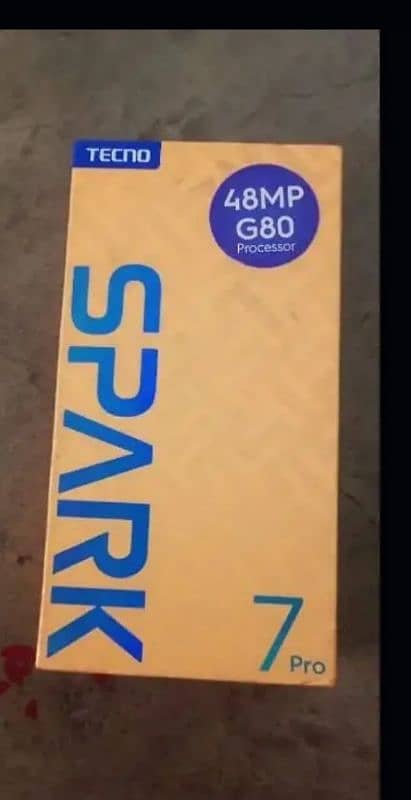 TECNO
48MP
G80
Processor
SPARK
7 Pro